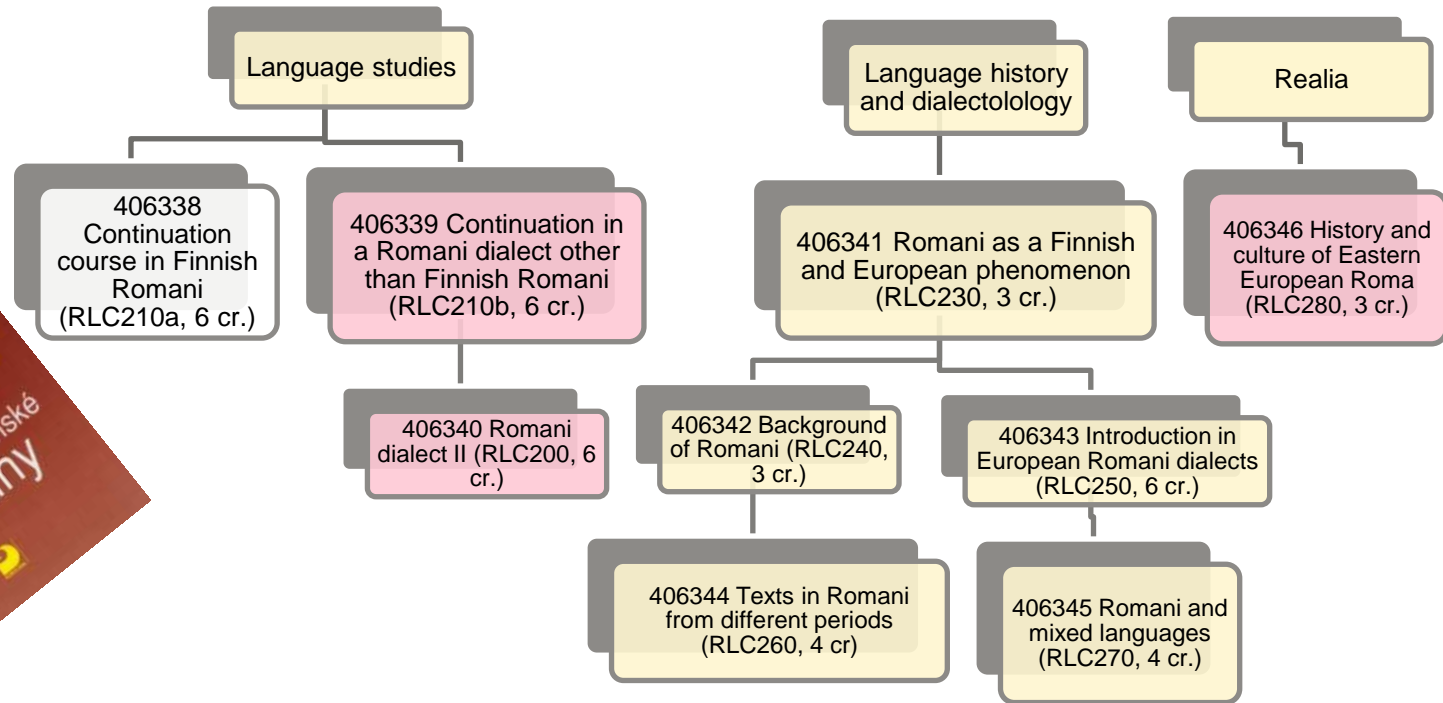 Language studies
Language history
and dialectolology
Realia
406338
Continuation
course in Finnish
Romani
(RLC210a, 6 cr.)
406339 Continuation in
a Romani dialect other
than Finnish Romani
(RLC210b, 6 cr.)
406341 Romani as a Finnish
and European phenomenon
(RLC230, 3 cr.)
406346 History and
culture of Eastern
European Roma
(RLC280, 3 cr.)
406340 Romani
dialect II (RLC200, 6
cr.)
406342 Background
of Romani (RLC240,
3 cr.)
406343 Introduction in
European Romani dialects
(RLC250, 6 cr.)
406344 Texts in Romani
from different periods
(RLC260, 4 cr)
406345 Romani and
mixed languages
(RLC270, 4 cr.)